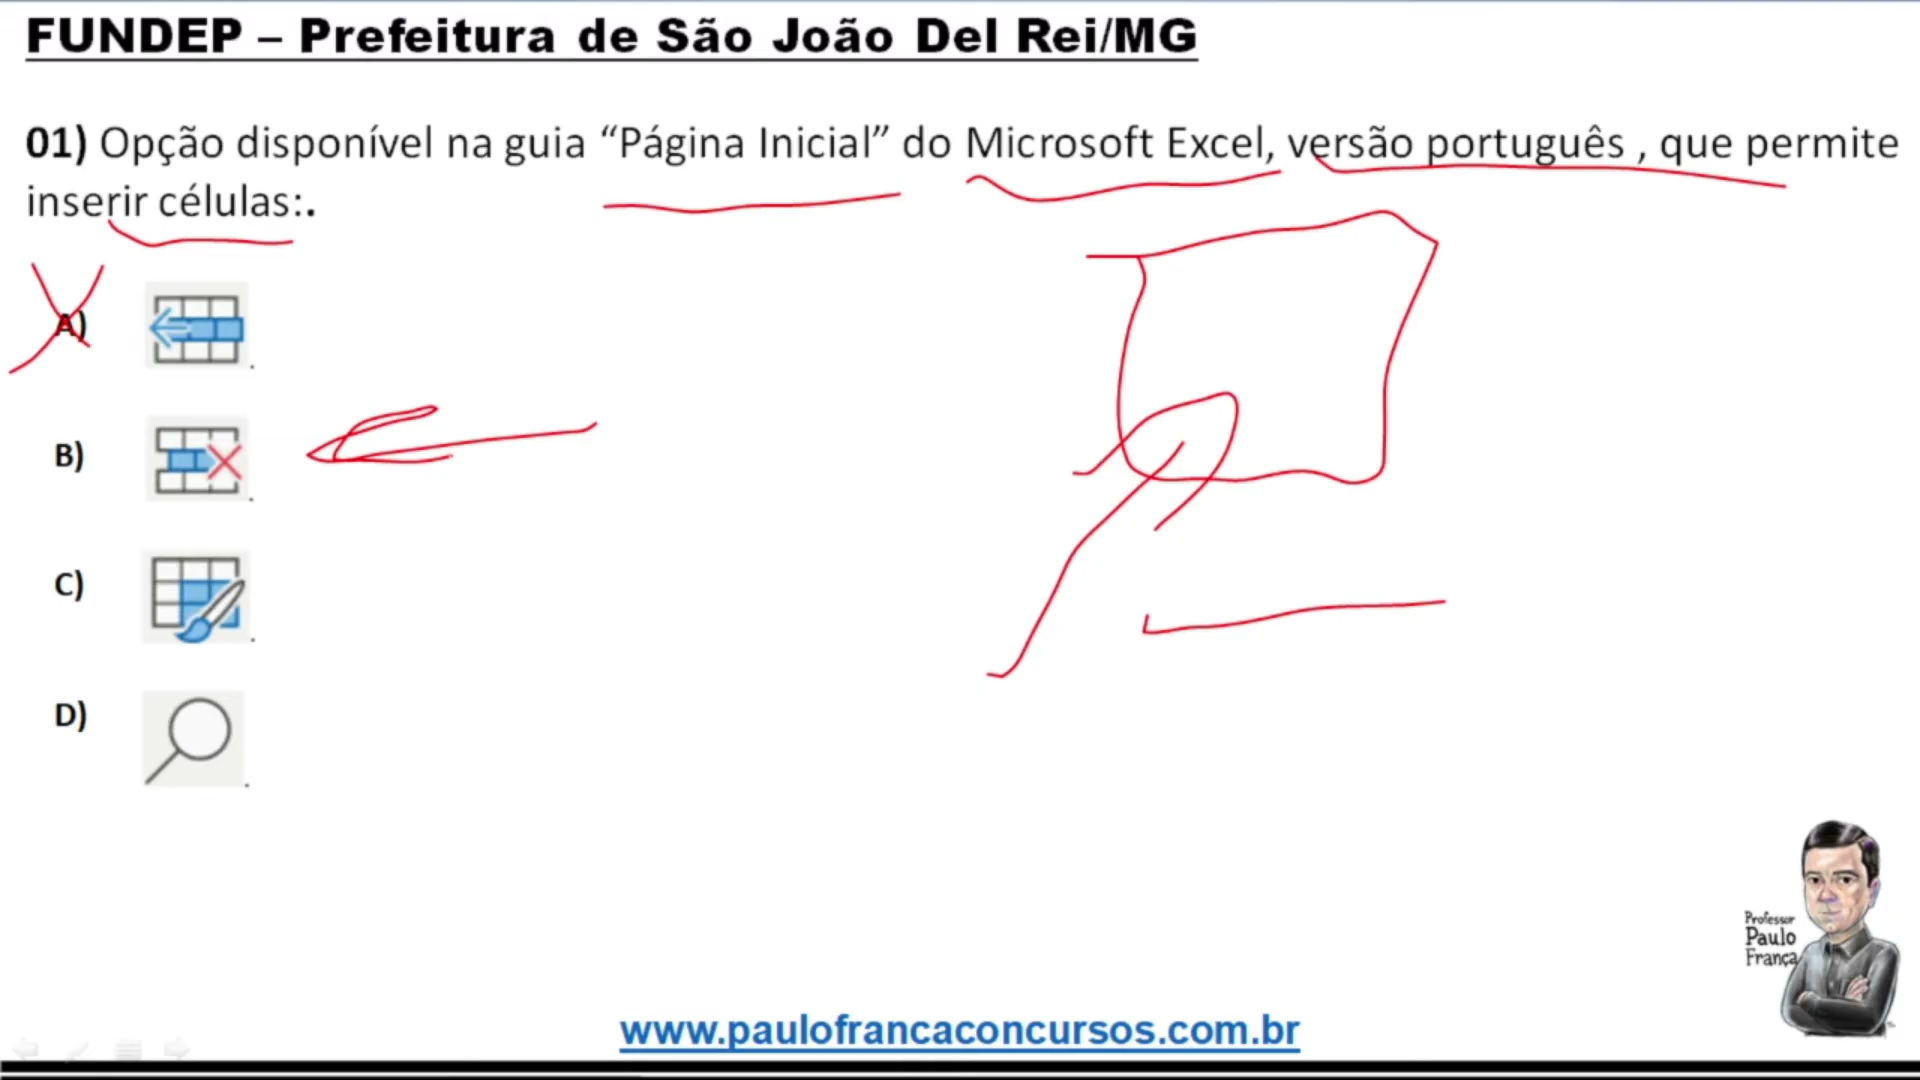 FUNDEP – Prefeitura de São João Del Rei/MG
01) Opção disponível na guia “Página Inicial” do Microsoft Excel, versão português , que permite
inserir células:.
A)
B)
C)
D)
Professor
Paulo
França
www.paulofrancaconcursos.com.br